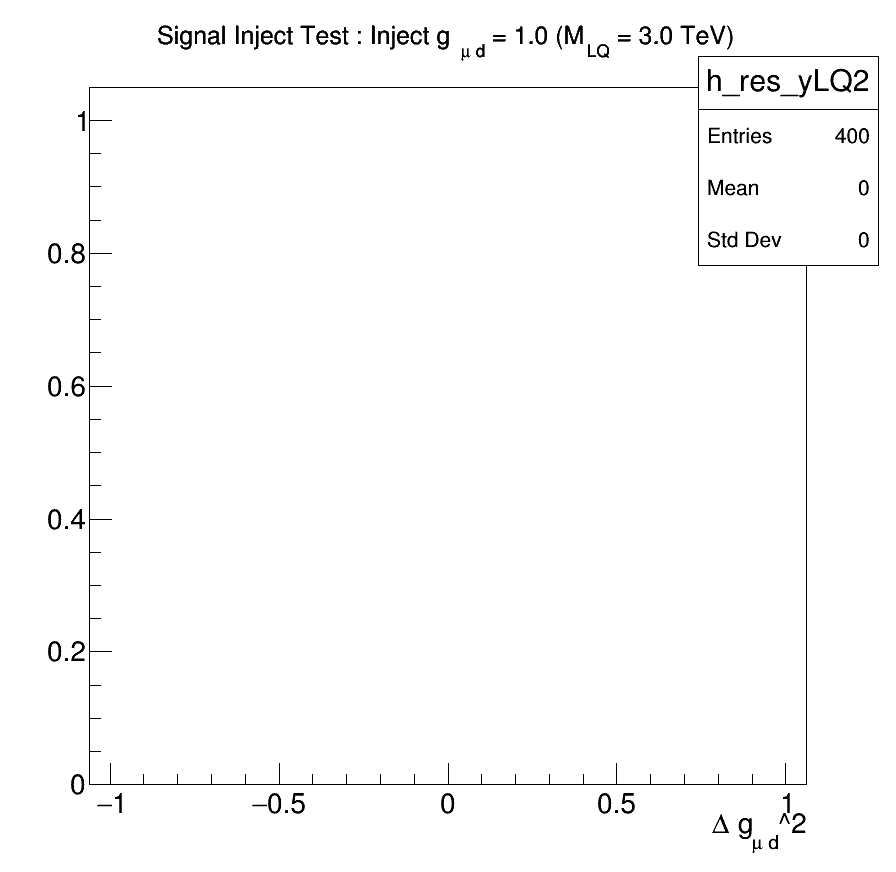 Signal Inject Test : Inject g μ d = 1.0 (M LQ = 3.0 TeV)
h_res_yLQ2
Entries 400
Mean 0
Std Dev 0
1
0.8
0.6
0.4
0.2
0
−1 −0.5 0 0.5 1
Δ g μ d ^2